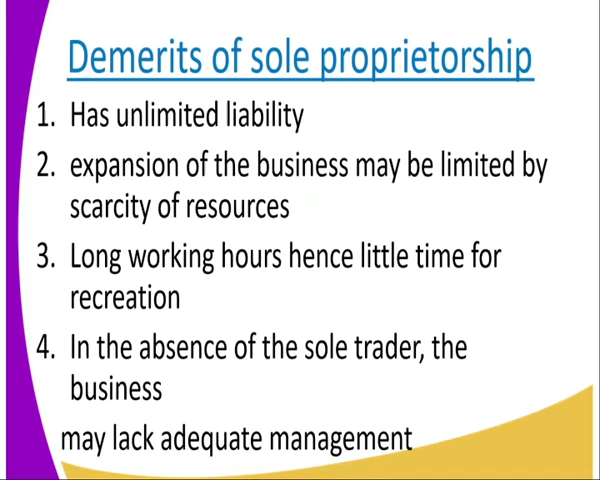 Demerits of sole proprietorship
1. Has unlimited liability
2. expansion of the business may be limited by
scarcity of resources
3. Long working hours hence little time for
recreation
4. In the absence of the sole trader, the
business
may lack adequate management